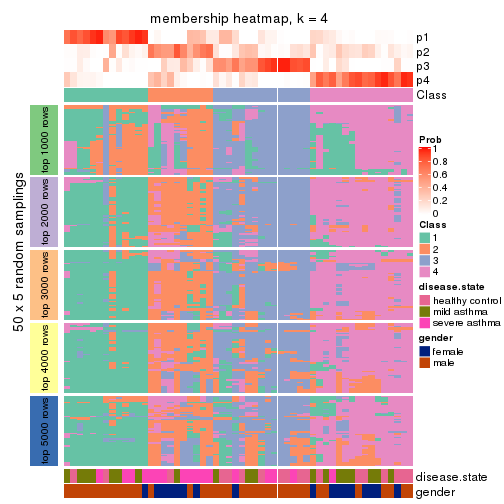 membership heatmap, k = 4
p1
p2
p3
p4
Class
50 x 5 random samplings
top 1000 rows
top 2000 rows
top 3000 rows
top 4000 rows
top 5000 rows
Prob
1
0.8
0.6
0.4
0.2
0
Class
1
2
3
4
disease.state
healthy control
mild asthma
severe asthma
gender
female
male
disease.state
gender